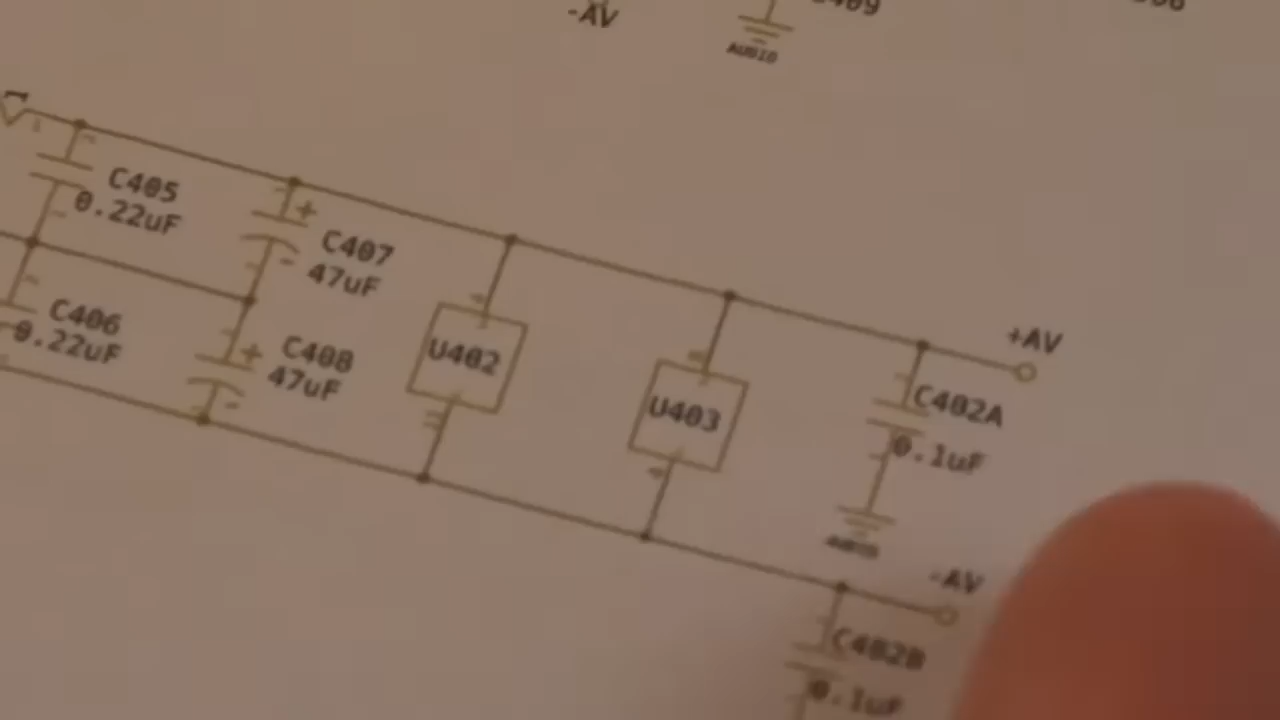 -AV
AUDIO
C405
0.22uF
C407
47uF
C406
0.22uF
C408
47uF
U402
U403
+AV
C402A
0.1uF
-AV
C402B
0.1uF